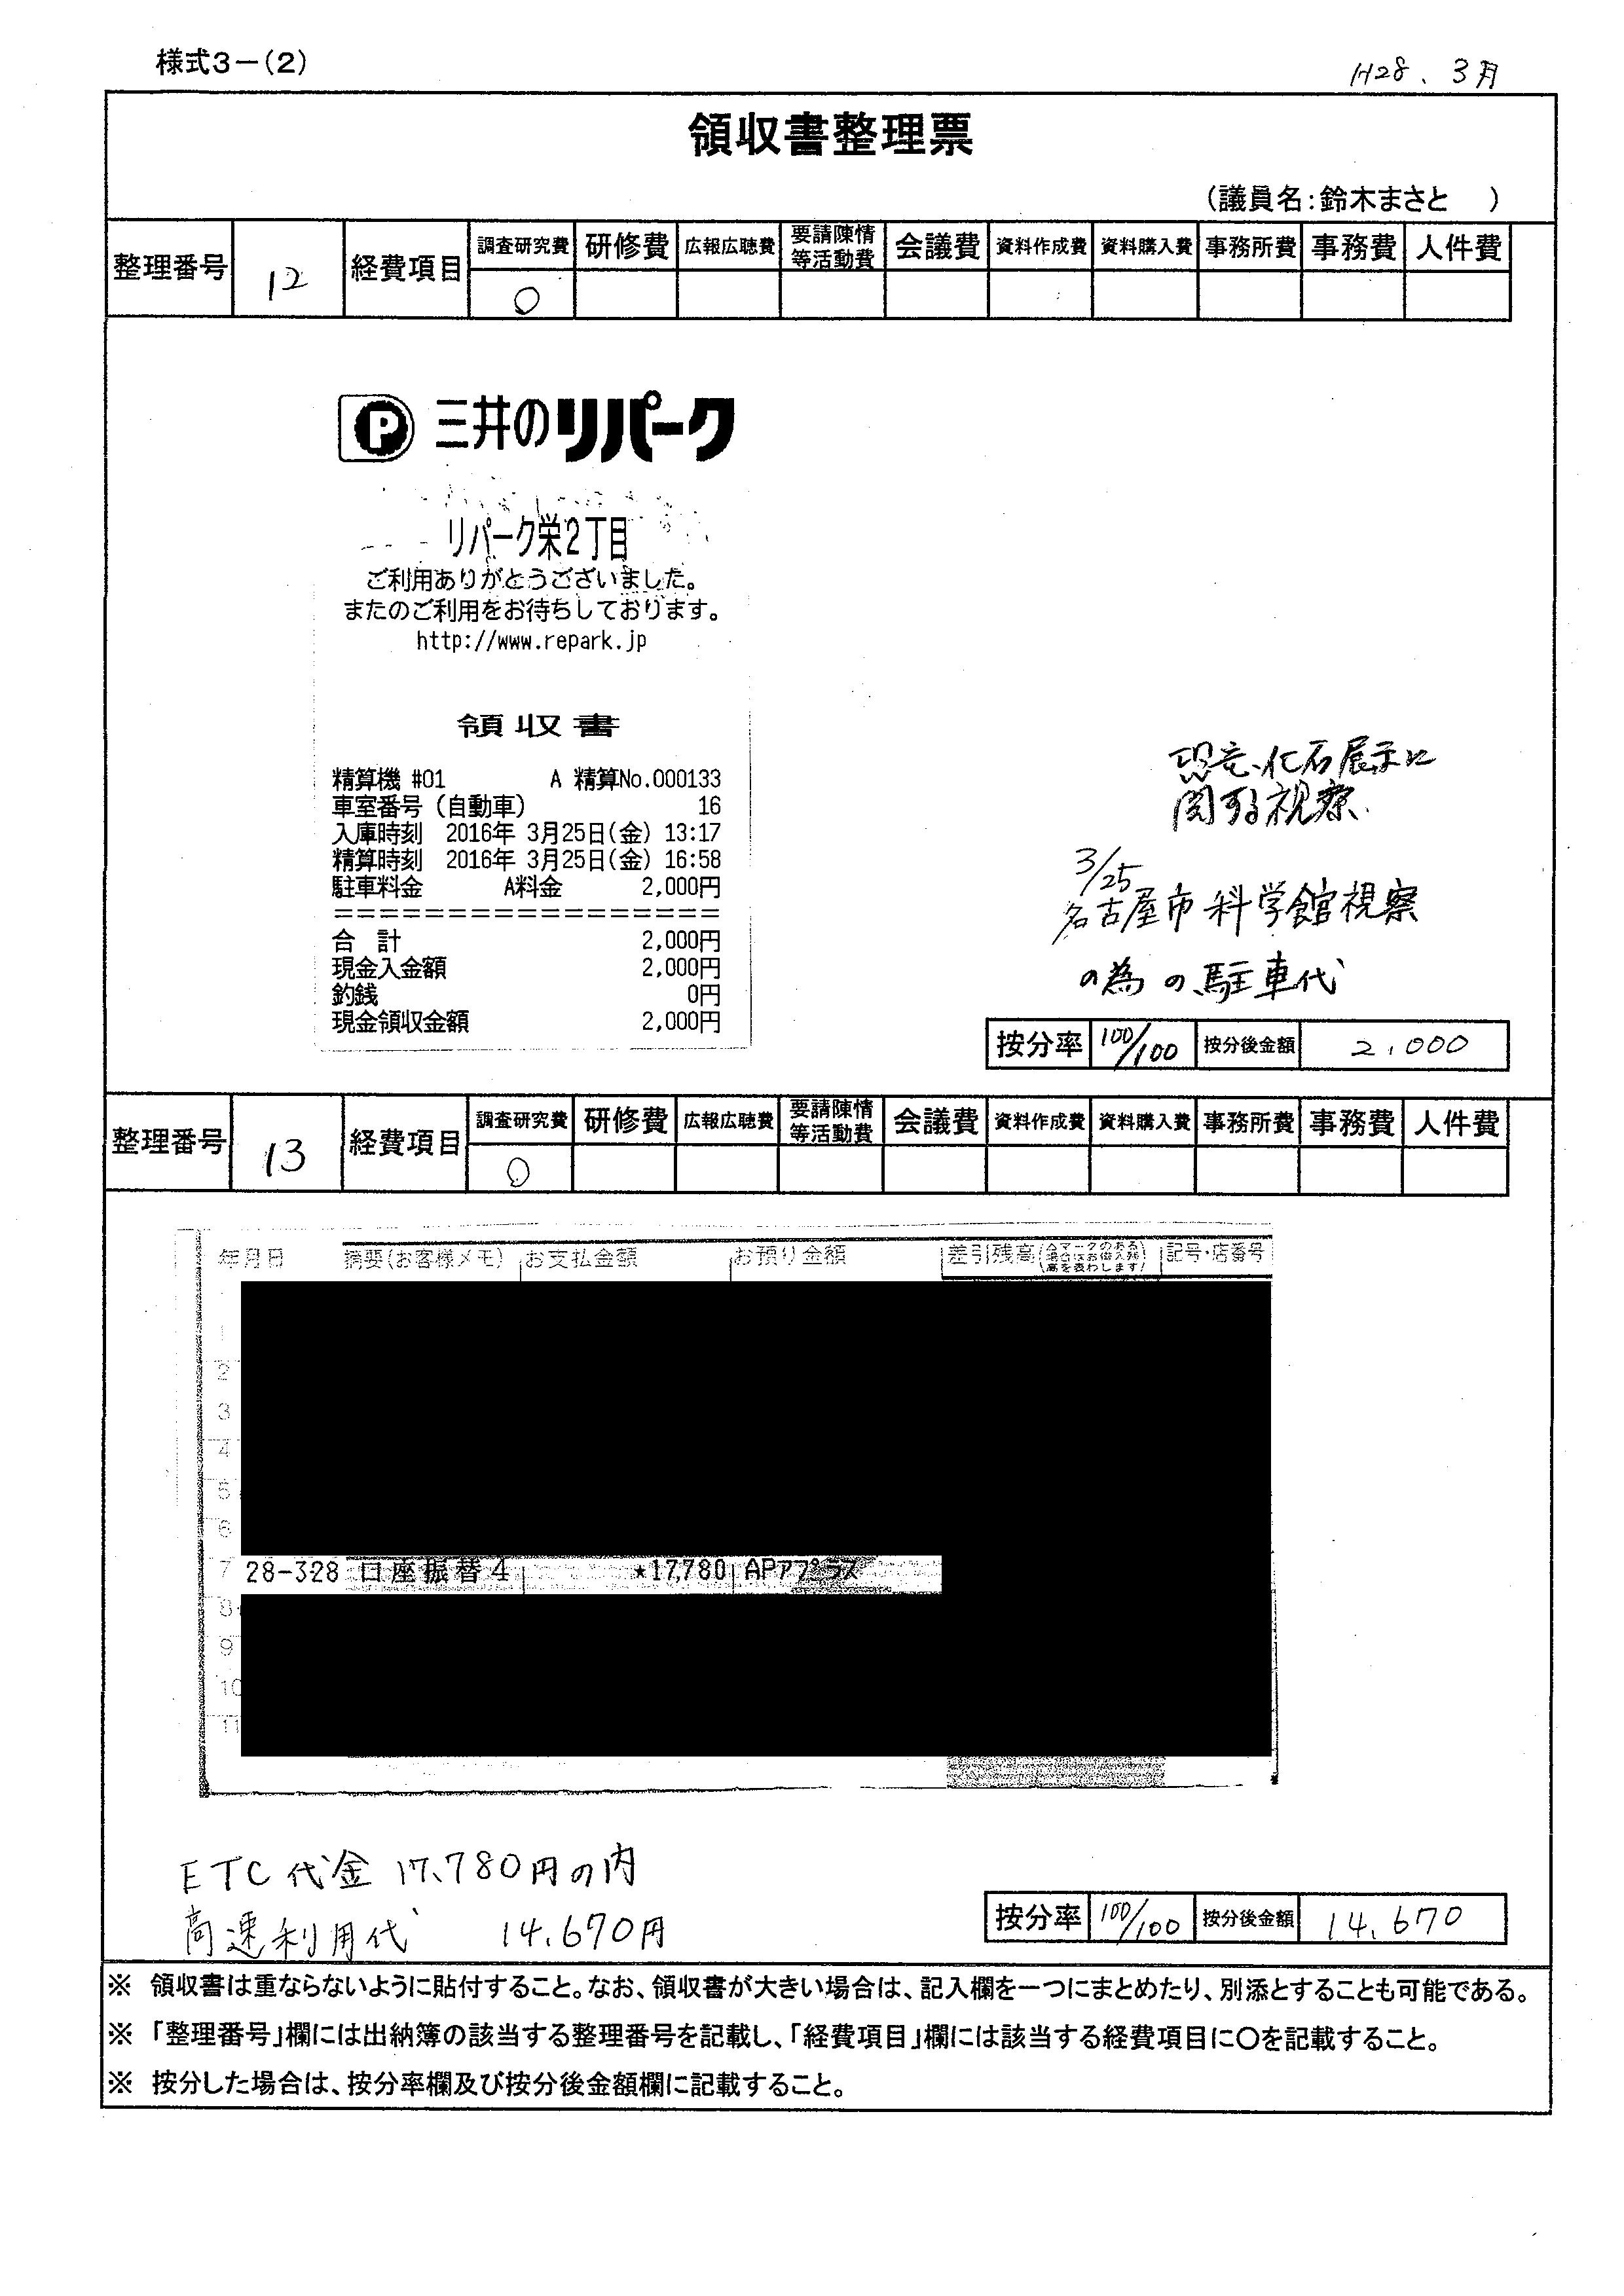 様式3-(2)
H28.3月
領収書整理票
(議員名:鈴木まさと )
整理番号 12 経費項目 調査研究費 研修費 広報広聴費 要請陳情等活動費 会議費 資料作成費 資料購入費 事務所費 事務費 人件費
○
P 三井のリパーク
リパーク栄2丁目
ご利用ありがとうございました。
またのご利用をお待ちしております。
http://www.repark.jp
領収書
精算機 #01 A 精算No.000133
車室番号(自動車) 16
入庫時刻 2016年 3月25日(金) 13:17
精算時刻 2016年 3月25日(金) 16:58
駐車料金 A料金 2,000円
=================
合 計 2,000円
現金入金額 2,000円
釣銭 0円
現金領収金額 2,000円
恐竜、化石展示に
関する視察、
3/25
名古屋市科学館視察
の為の駐車代
按分率 100/100 按分後金額 2,000
整理番号 13 経費項目 調査研究費 研修費 広報広聴費 要請陳情等活動費 会議費 資料作成費 資料購入費 事務所費 事務費 人件費
○
年月日 摘要(お客様メモ) お支払金額 お預り金額 差引残高 記号・店番号
1
2
3
4
5
6
7 28-328 口座振替4 *17,780 APアプラス
8
9
10
11
ETC代金 17,780円の内
高速利用代 14,670円
按分率 100/100 按分後金額 14,670
※ 領収書は重ならないように貼付すること。なお、領収書が大きい場合は、記入欄を一つにまとめたり、別添とすることも可能である。
※ 「整理番号」欄には出納簿の該当する整理番号を記載し、「経費項目」欄には該当する経費項目に○を記載すること。
※ 按分した場合は、按分率欄及び按分後金額欄に記載すること。